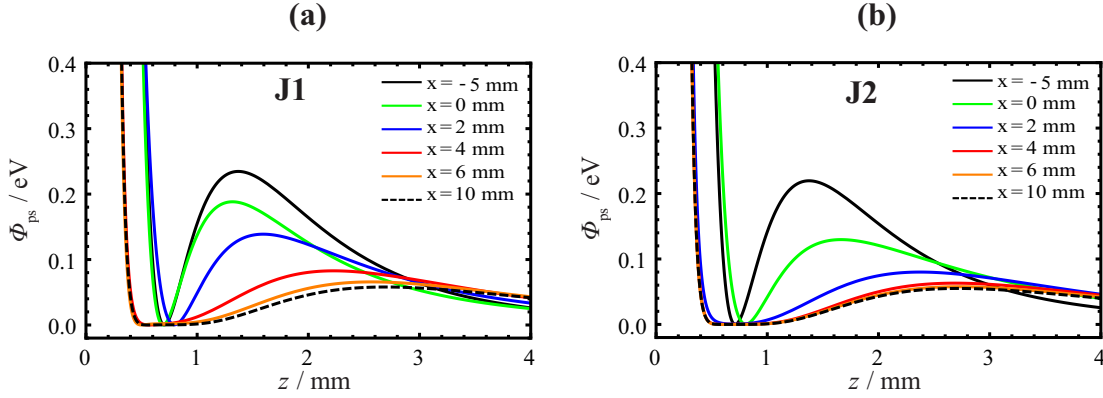 (a)
J1
x = -5 mm
x = 0 mm
x = 2 mm
x = 4 mm
x = 6 mm
x = 10 mm
0.4
0.3
0.2
0.1
0.0
Φps / eV
0 1 2 3 4
z / mm
(b)
J2
x = -5 mm
x = 0 mm
x = 2 mm
x = 4 mm
x = 6 mm
x = 10 mm
0.4
0.3
0.2
0.1
0.0
Φps / eV
0 1 2 3 4
z / mm